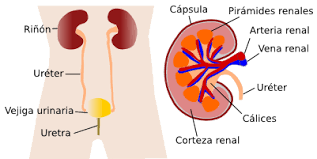 Riñón
Uréter
Vejiga urinaria
Uretra
Cápsula
Pirámides renales
Arteria renal
Vena renal
Uréter
Cálices
Corteza renal